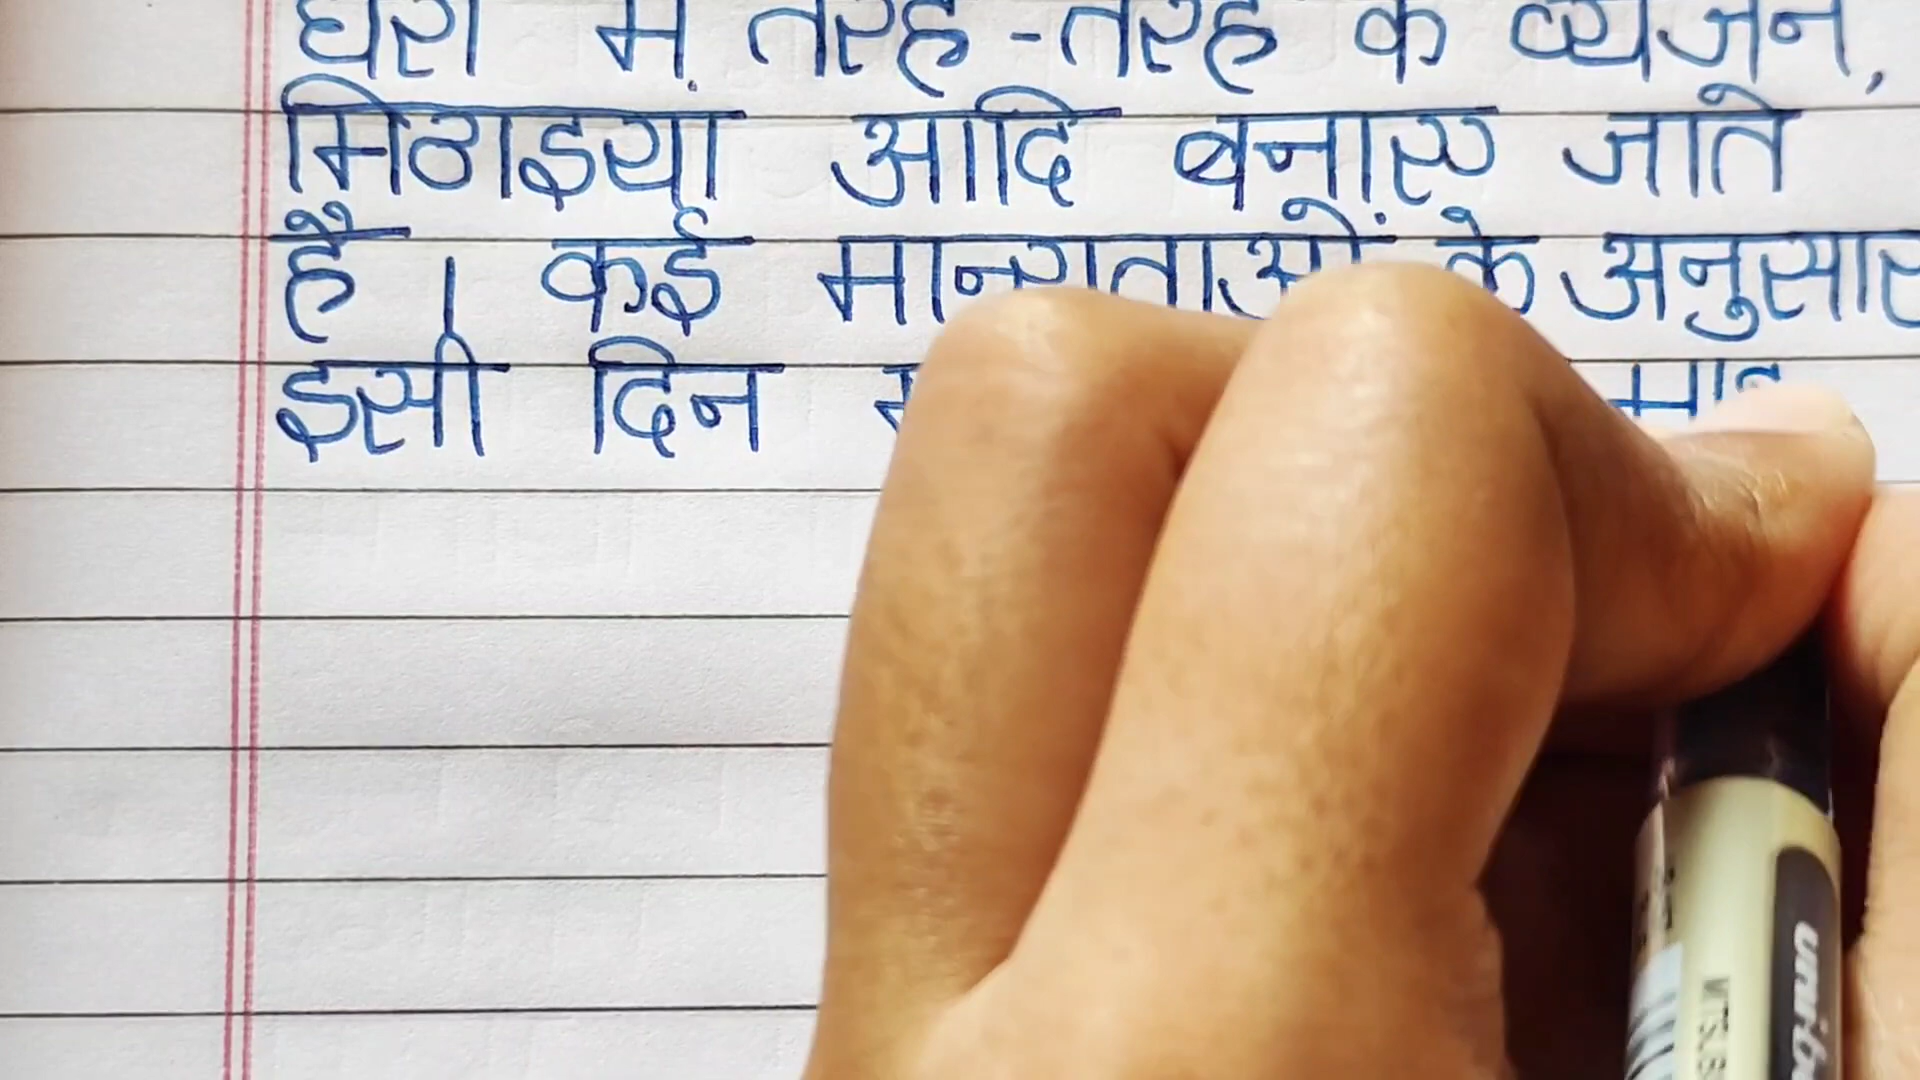 घरों में तरह-तरह के व्यंजन,
मिठाइयां आदि बनाए जाते
हैं। कई मान्यताओं के अनुसार
इसी दिन